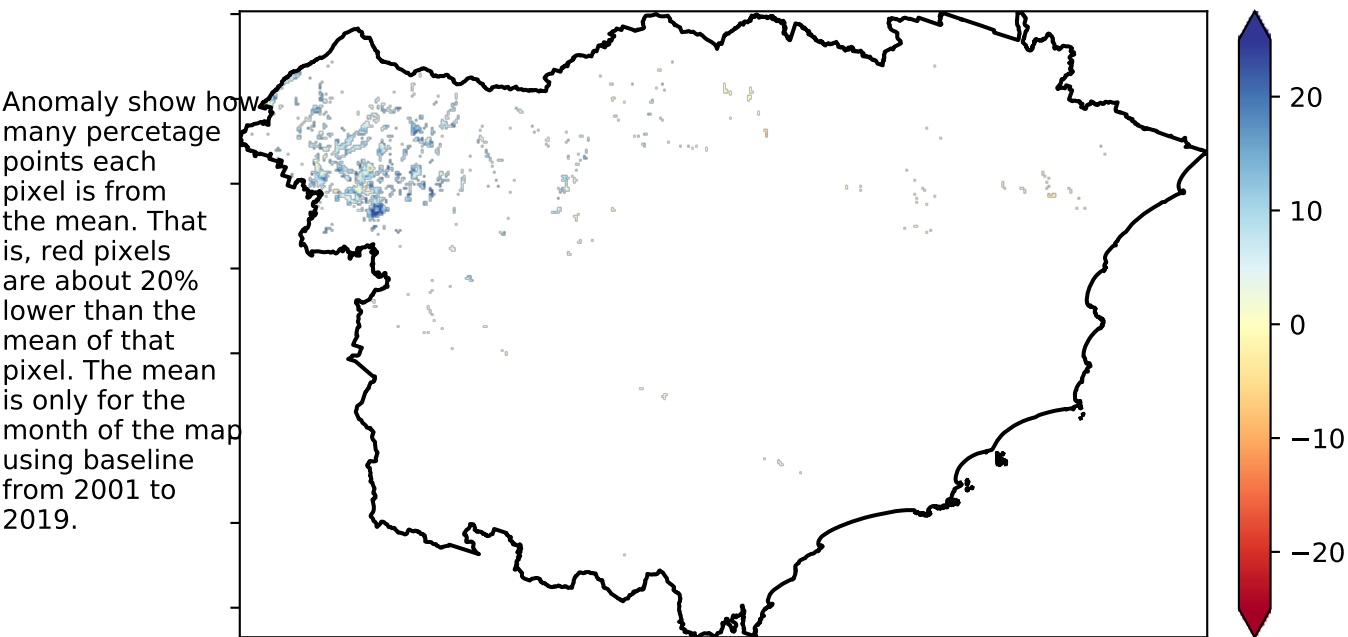 Anomaly show how
many percetage
points each
pixel is from
the mean. That
is, red pixels
are about 20%
lower than the
mean of that
pixel. The mean
is only for the
month of the map
using baseline
from 2001 to
2019.
20
10
0
−10
−20